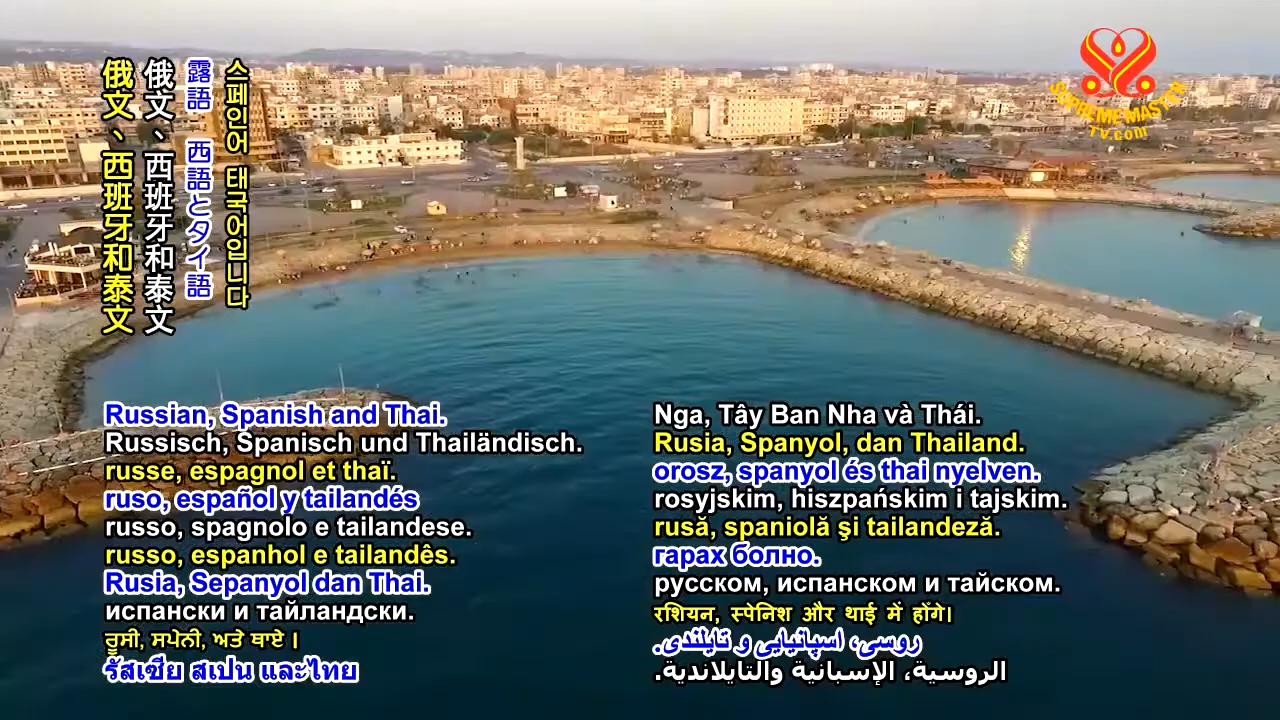 俄文、西班牙和泰文
俄文、西班牙和泰文
露語 西語とタイ語
스페인어 태국어입니다
SUPREME MASTER
TV.com
Russian, Spanish and Thai.
Russisch, Spanisch und Thailändisch.
russe, espagnol et thaï.
ruso, español y tailandés
russo, spagnolo e tailandese.
russo, espanhol e tailandês.
Rusia, Sepanyol dan Thai.
испански и тайландски.
ਰੂਸੀ, ਸਪੇਨੀ, ਅਤੇ ਥਾਏ ।
รัสเซีย สเปน และไทย
Nga, Tây Ban Nha và Thái.
Rusia, Spanyol, dan Thailand.
orosz, spanyol és thai nyelven.
rosyjskim, hiszpańskim i tajskim.
rusă, spaniolă şi tailandeză.
гарах болно.
русском, испанском и тайском.
रशियन, स्पेनिश और थाई में होंगे।
روسی، اسپانیایی و تایلندی.
الروسية، الإسبانية والتايلاندية.